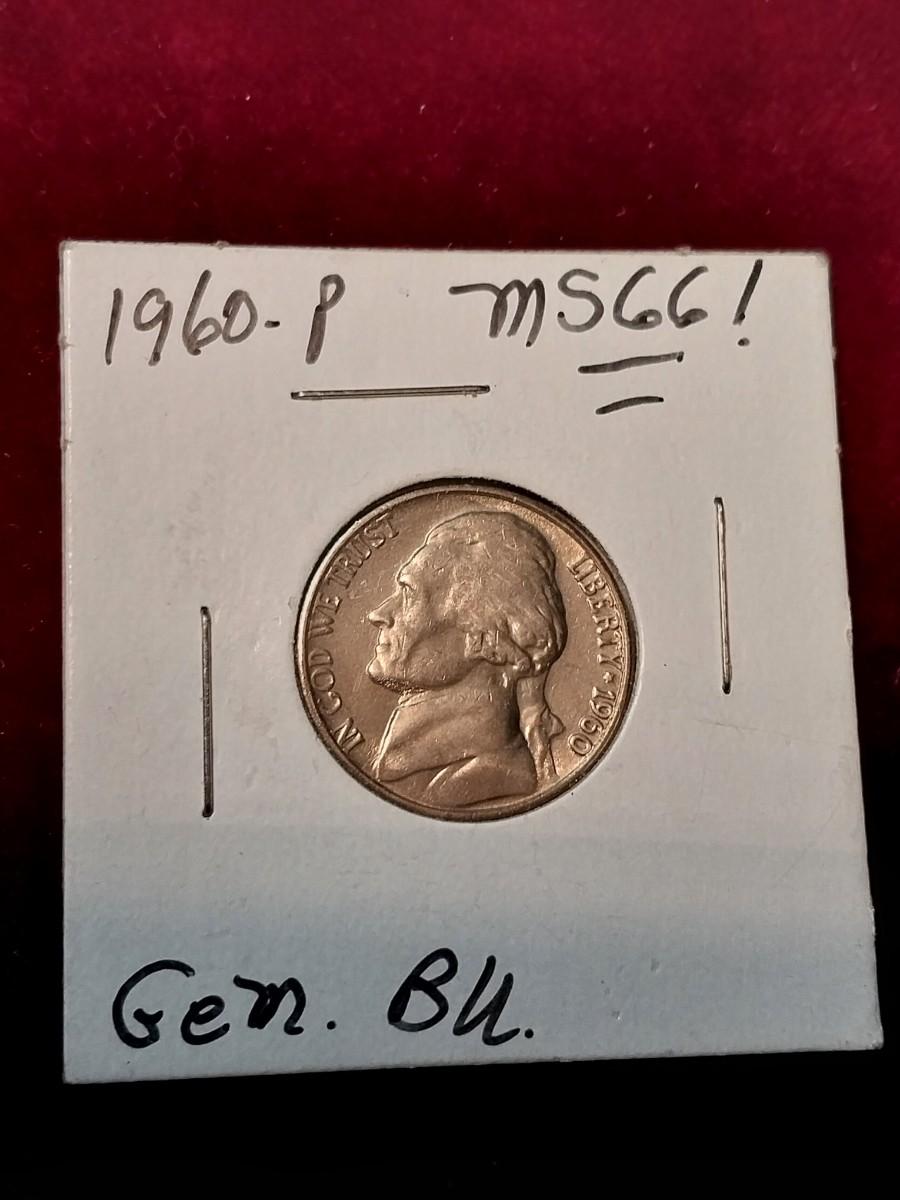 1960-P MS66!
IN GOD WE TRUST
LIBERTY ★ 1960
Gem. BU.